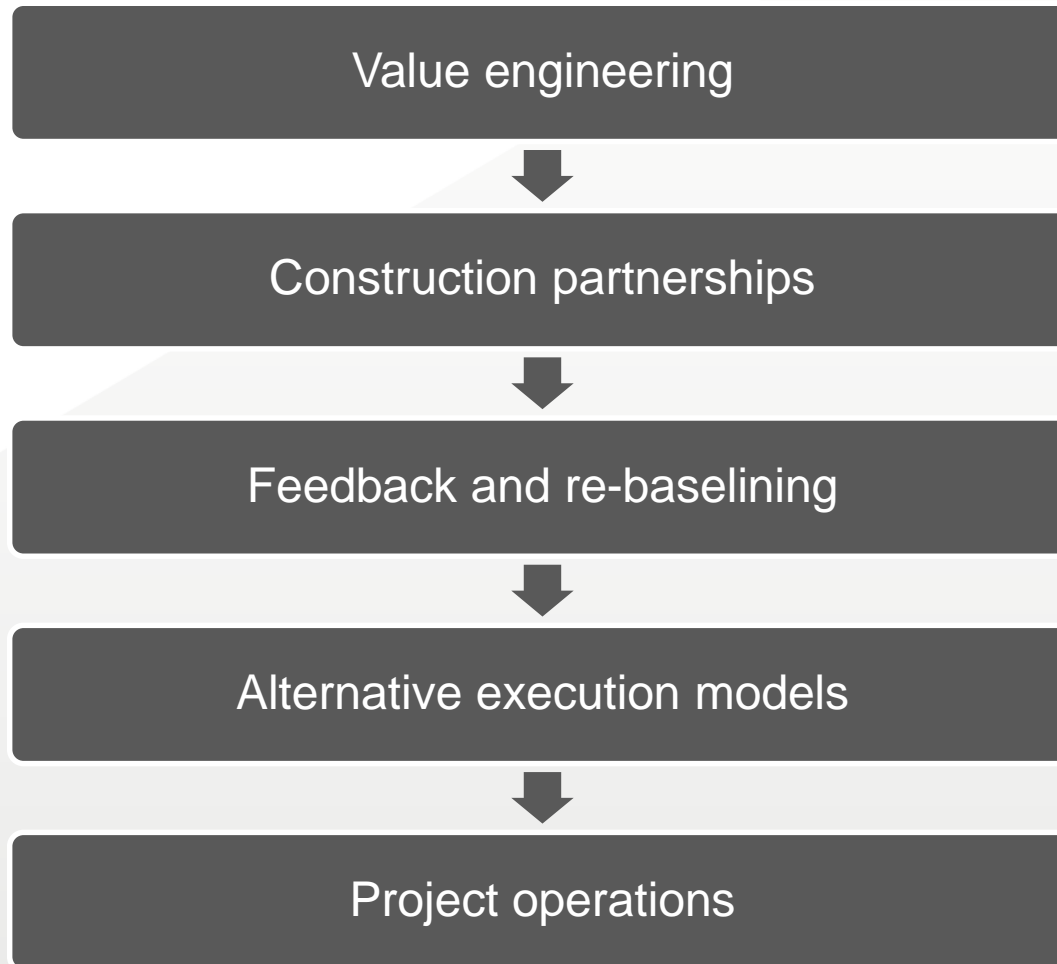 Value engineering
Construction partnerships
Feedback and re-baselining
Alternative execution models
Project operations